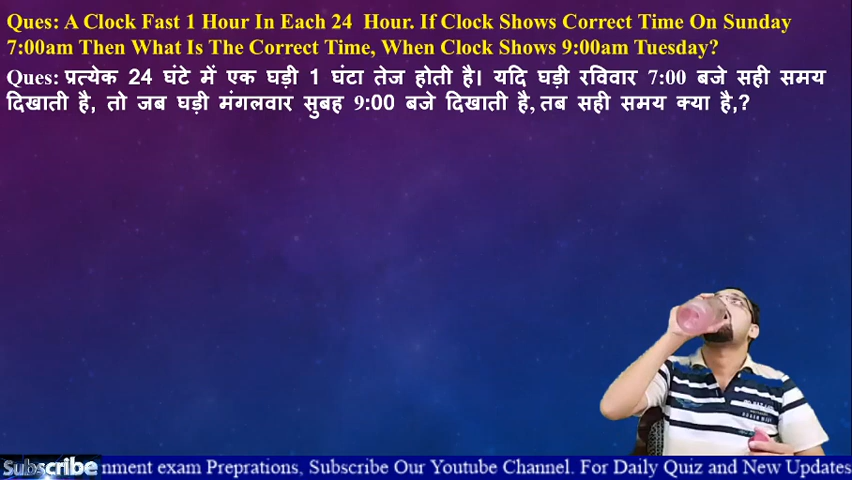 Ques: A Clock Fast 1 Hour In Each 24 Hour. If Clock Shows Correct Time On Sunday
7:00am Then What Is The Correct Time, When Clock Shows 9:00am Tuesday?
Ques: प्रत्येक 24 घंटे में एक घड़ी 1 घंटा तेज होती है। यदि घड़ी रविवार 7:00 बजे सही समय
दिखाती है, तो जब घड़ी मंगलवार सुबह 9:00 बजे दिखाती है, तब सही समय क्या है,?
Subscribe nment exam Preprations, Subscribe Our Youtube Channel. For Daily Quiz and New Updates